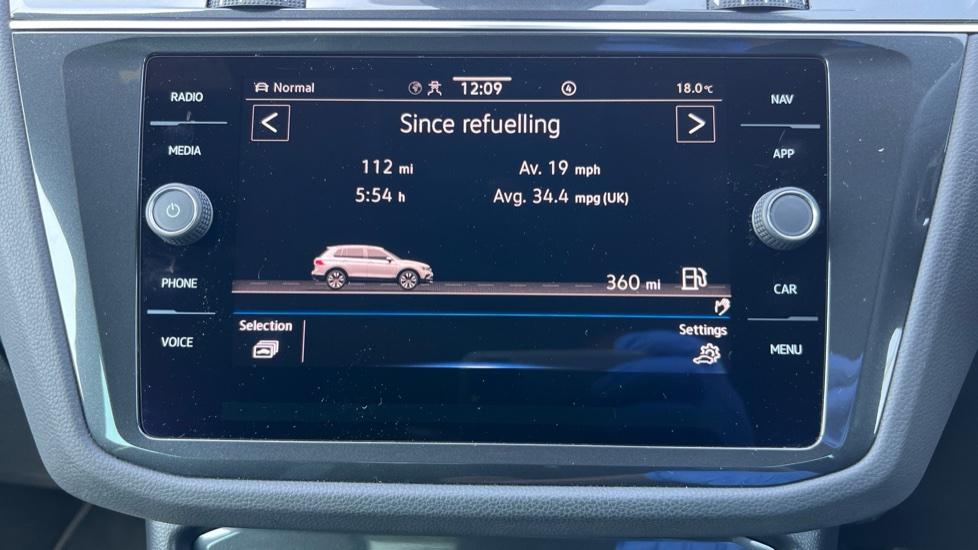 RADIO
MEDIA
PHONE
VOICE
Normal 12:09 4 18.0°C
< Since refuelling >
112 mi Av. 19 mph
5:54 h Avg. 34.4 mpg (UK)
360 mi
Selection Settings
NAV
APP
CAR
MENU